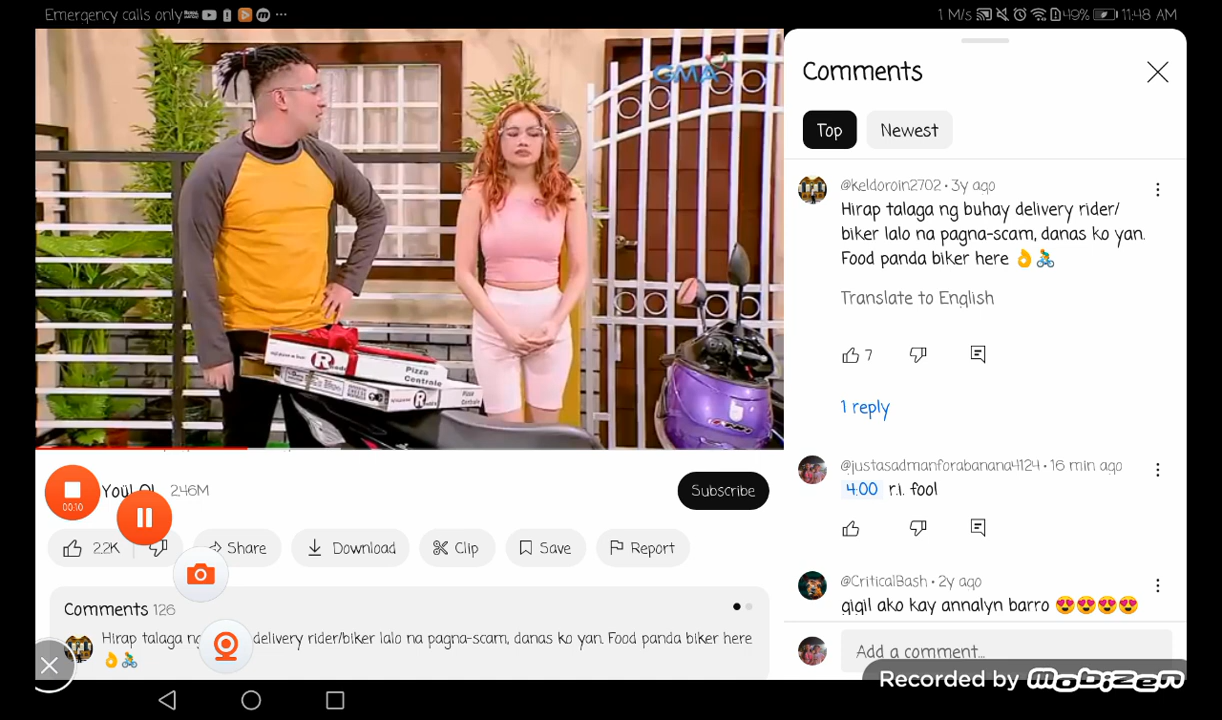 Emergency calls only
1 M/s
49%
11:48 AM
GMA
R
Pizza
Centrale
R
Comments
Top
Newest
@keldoroin2702 • 3y ago
Hirap talaga ng buhay delivery rider/
biker lalo na pagna-scam, danas ko yan.
Food panda biker here 👌🚴
Translate to English
7
1 reply
@justasadmanforabanana4124 • 16 min ago
4:00 r.i. fool
@CriticalBash • 2y ago
gigil ako kay annalyn barro 😍😍😍😍
Add a comment...
00:10
246M
Subscribe
2.2K
Share
Download
Clip
Save
Report
Comments 126
Hirap talaga ng delivery rider/biker lalo na pagna-scam, danas ko yan. Food panda biker here
👌🚴
Recorded by mobizen